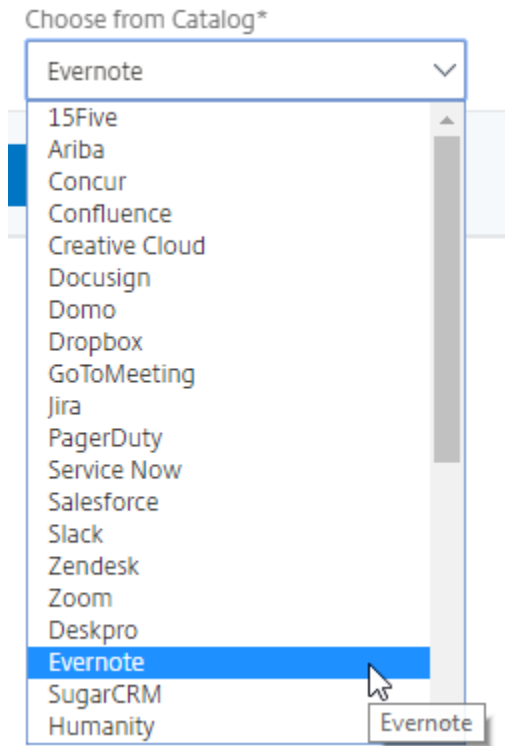 Choose from Catalog*
Evernote
15Five
Ariba
Concur
Confluence
Creative Cloud
Docusign
Domo
Dropbox
GoToMeeting
Jira
PagerDuty
Service Now
Salesforce
Slack
Zendesk
Zoom
Deskpro
Evernote
SugarCRM
Humanity
Evernote